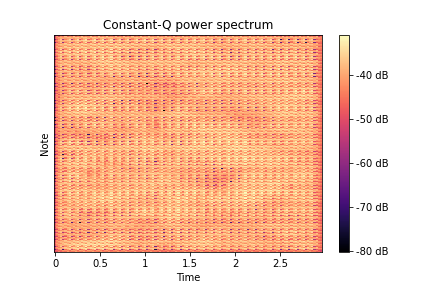 Constant-Q power spectrum
Note
-40 dB
-50 dB
-60 dB
-70 dB
-80 dB
0
0.5
1
1.5
2
2.5
Time